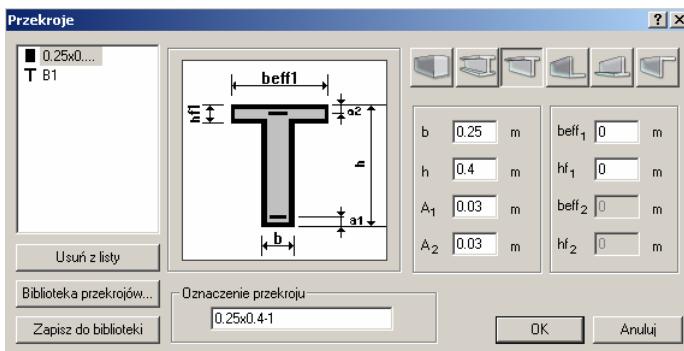 Przekroje
0.25x0....
B1
Usuń z listy
Biblioteka przekrojów...
Zapisz do biblioteki
beff1
hf1
a2
h
a1
b
Oznaczenie przekroju
0.25x0.4-1
b 0.25 m
h 0.4 m
A1 0.03 m
A2 0.03 m
beff1 0 m
hf1 0 m
beff2 0 m
hf2 0 m
OK
Anuluj